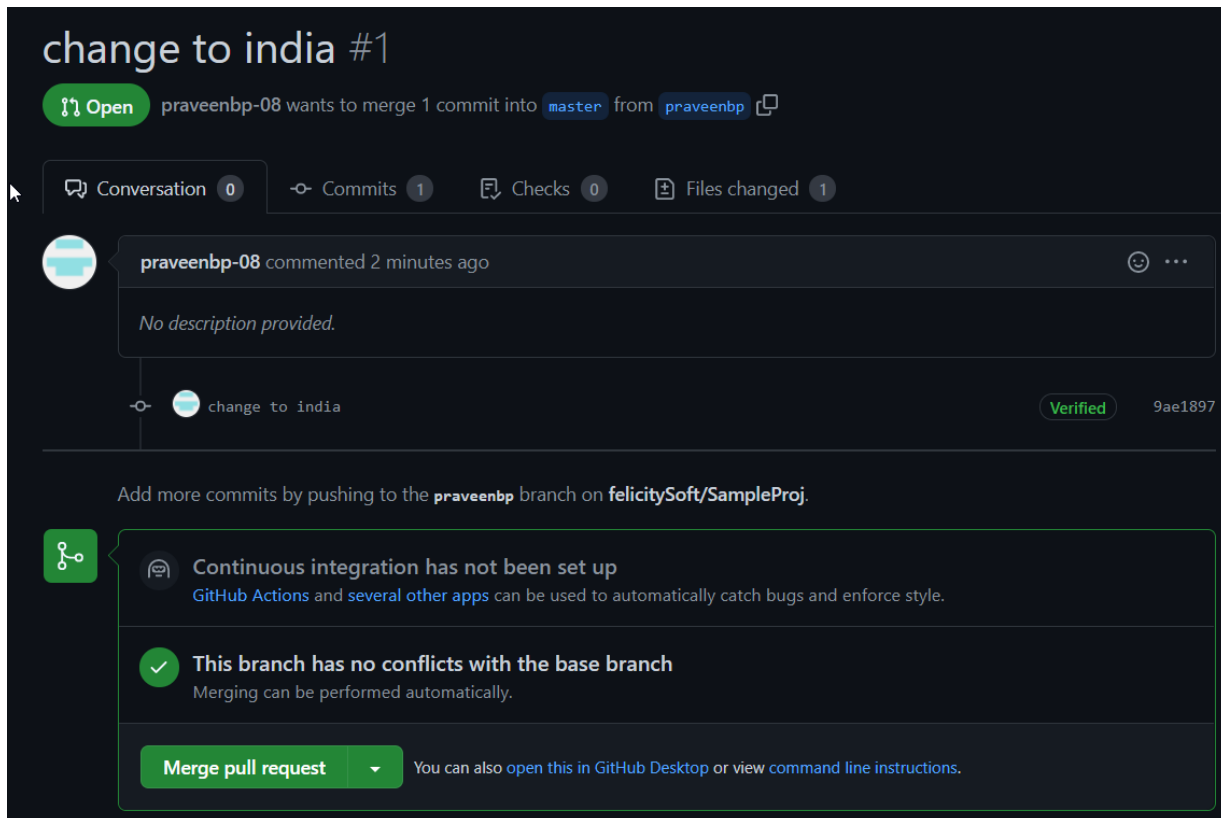 change to india #1
Open praveenbp-08 wants to merge 1 commit into master from praveenbp
Conversation 0 Commits 1 Checks 0 Files changed 1
praveenbp-08 commented 2 minutes ago
No description provided.
change to india Verified 9ae1897
Add more commits by pushing to the praveenbp branch on felicitySoft/SampleProj.
Continuous integration has not been set up
GitHub Actions and several other apps can be used to automatically catch bugs and enforce style.
This branch has no conflicts with the base branch
Merging can be performed automatically.
Merge pull request You can also open this in GitHub Desktop or view command line instructions.